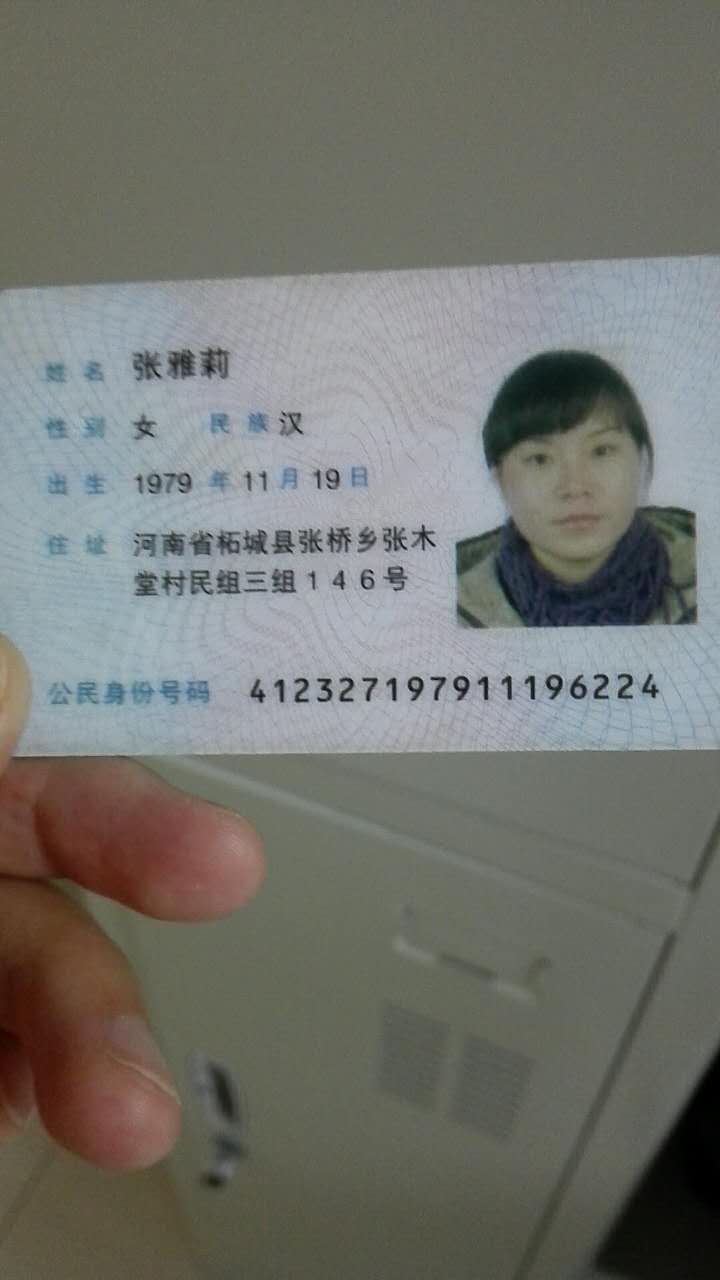 姓名 张雅莉
性别 女 民族 汉
出生 1979 年 11 月 19 日
住址 河南省柘城县张桥乡张木
堂村民组三组146号
公民身份号码 412327197911196224